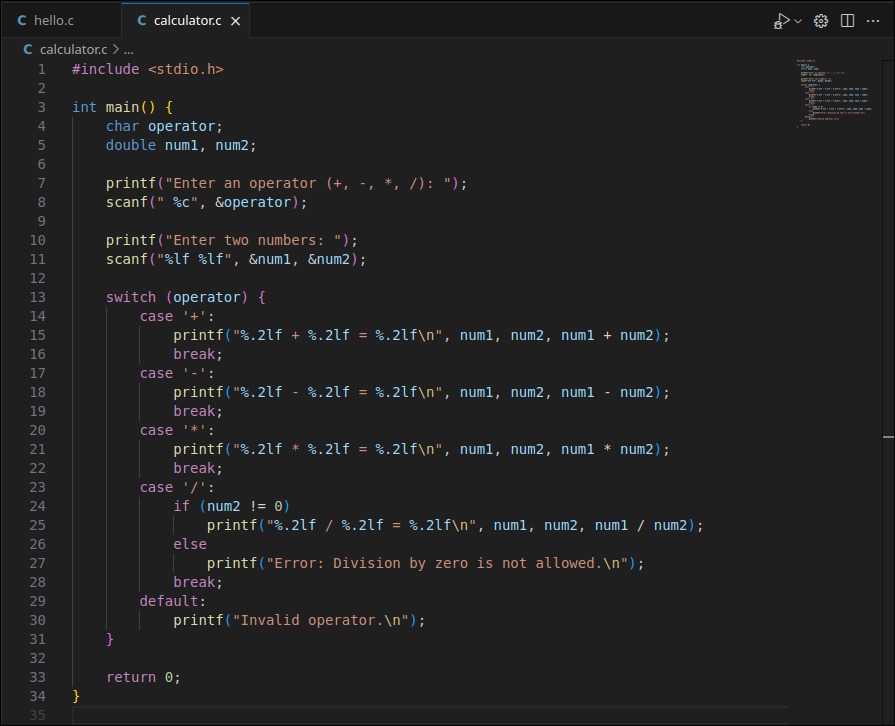 C hello.c C calculator.c ×
C calculator.c > ...
1 #include <stdio.h>
2
3 int main() {
4     char operator;
5     double num1, num2;
6
7     printf("Enter an operator (+, -, *, /): ");
8     scanf(" %c", &operator);
9
10     printf("Enter two numbers: ");
11     scanf("%lf %lf", &num1, &num2);
12
13     switch (operator) {
14         case '+':
15             printf("%.2lf + %.2lf = %.2lf\n", num1, num2, num1 + num2);
16             break;
17         case '-':
18             printf("%.2lf - %.2lf = %.2lf\n", num1, num2, num1 - num2);
19             break;
20         case '*':
21             printf("%.2lf * %.2lf = %.2lf\n", num1, num2, num1 * num2);
22             break;
23         case '/':
24             if (num2 != 0)
25                 printf("%.2lf / %.2lf = %.2lf\n", num1, num2, num1 / num2);
26             else
27                 printf("Error: Division by zero is not allowed.\n");
28             break;
29         default:
30             printf("Invalid operator.\n");
31     }
32
33     return 0;
34 }
35